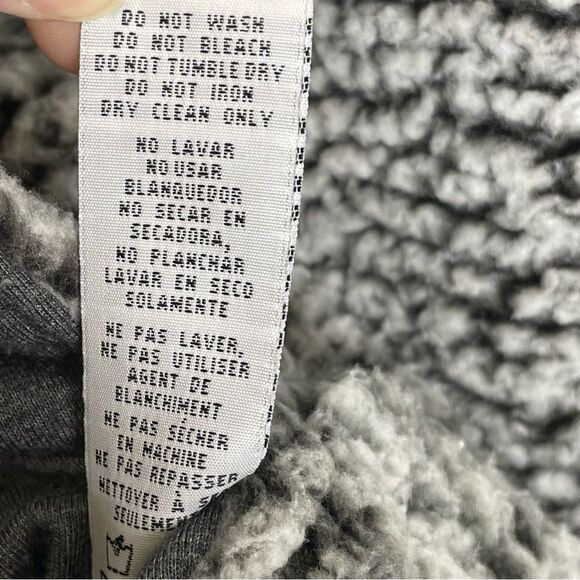 DO NOT WASH
DO NOT BLEACH
DO NOT TUMBLE DRY
DO NOT IRON
DRY CLEAN ONLY
NO LAVAR
NO USAR
BLANQUEDOR
NO SECAR EN
SECADORA,
NO PLANCHAR
LAVAR EN SECO
SOLAMENTE
NE PAS LAVER,
NE PAS UTILISER
AGENT DE
BLANCHIMENT
NE PAS SÉCHER
EN MACHINE
NE PAS REPASSER
NETTOYER À
SEULEMENT